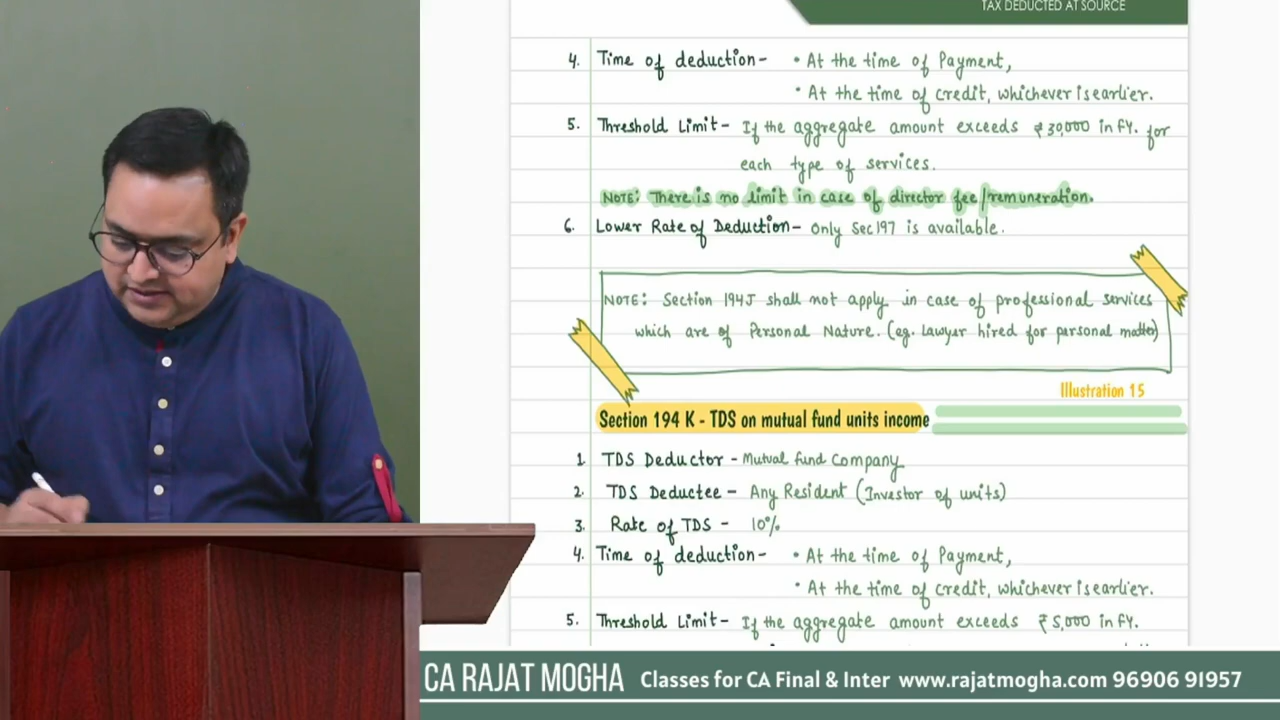 TAX DEDUCTED AT SOURCE
4. Time of deduction- • At the time of Payment,
• At the time of credit, whichever is earlier.
5. Threshold Limit- If the aggregate amount exceeds ₹30,000 in FY. for
each type of services.
NOTE: There is no limit in case of director fee/remuneration.
6. Lower Rate of Deduction- Only Sec 197 is available.
NOTE: Section 194J shall not apply in case of professional services
which are of Personal Nature. (eg. Lawyer hired for personal matter)
Illustration 15
Section 194 K - TDS on mutual fund units income
1. TDS Deductor - Mutual fund Company
2. TDS Deductee - Any Resident (Investor of units)
3. Rate of TDS - 10%
4. Time of deduction- • At the time of Payment,
• At the time of credit, whichever is earlier.
5. Threshold Limit- If the aggregate amount exceeds ₹5,000 in FY.
CA RAJAT MOGHA Classes for CA Final & Inter www.rajatmogha.com 96906 91957